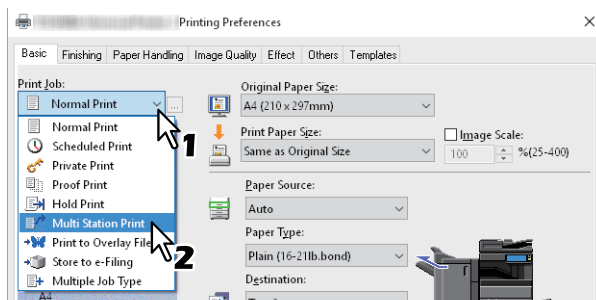 Printing Preferences
Basic Finishing Paper Handling Image Quality Effect Others Templates
Print Job:
Normal Print ...
Normal Print
Scheduled Print
Private Print
Proof Print
Hold Print
Multi Station Print
Print to Overlay File
Store to e-Filing
Multiple Job Type
1
2
A4
Original Paper Size:
A4 (210 x 297mm)
Print Paper Size:
Same as Original Size
Image Scale:
100 %(25-400)
Paper Source:
Auto
Paper Type:
Plain (16-21lb.bond)
Destination: